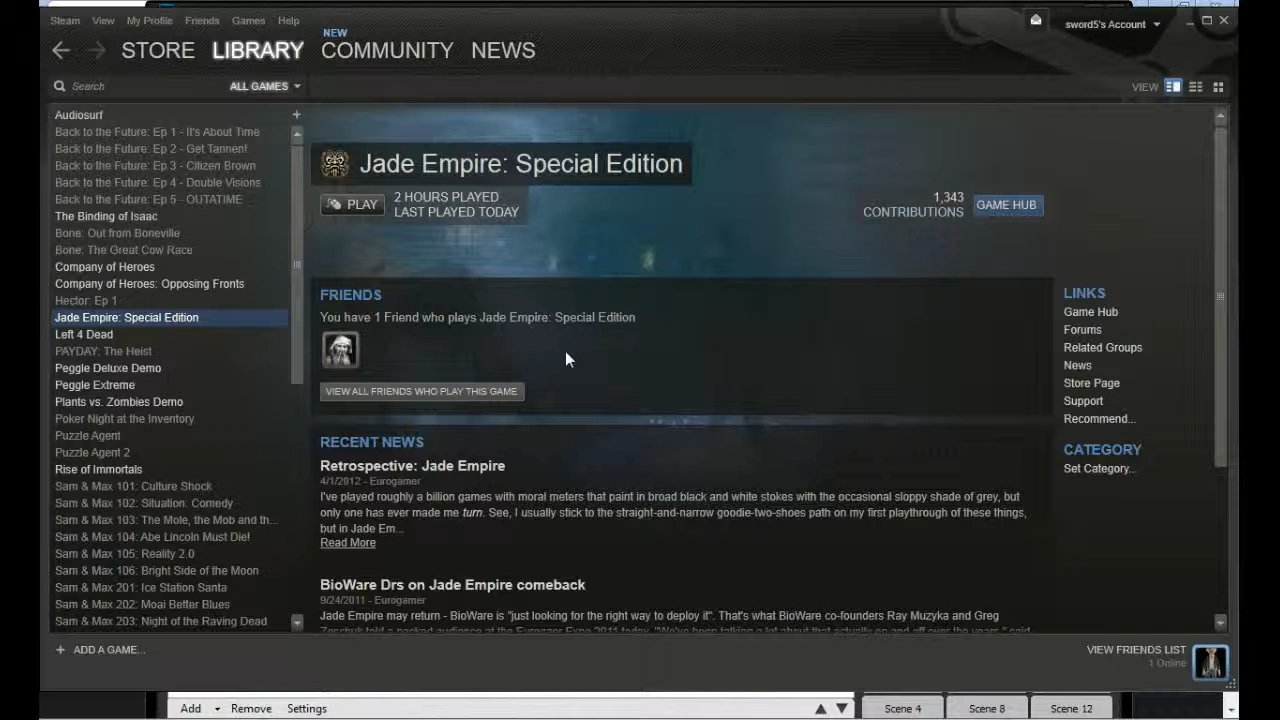 Steam View My Profile Friends Games Help
sword5's Account
STORE LIBRARY NEW COMMUNITY NEWS
Search ALL GAMES VIEW
Audiosurf
Back to the Future: Ep 1 - It's About Time
Back to the Future: Ep 2 - Get Tannen!
Back to the Future: Ep 3 - Citizen Brown
Back to the Future: Ep 4 - Double Visions
Back to the Future: Ep 5 - OUTATIME
The Binding of Isaac
Bone: Out from Boneville
Bone: The Great Cow Race
Company of Heroes
Company of Heroes: Opposing Fronts
Hector: Ep 1
Jade Empire: Special Edition
Left 4 Dead
PAYDAY: The Heist
Peggle Deluxe Demo
Peggle Extreme
Plants vs. Zombies Demo
Poker Night at the Inventory
Puzzle Agent
Puzzle Agent 2
Rise of Immortals
Sam & Max 101: Culture Shock
Sam & Max 102: Situation: Comedy
Sam & Max 103: The Mole, the Mob and th...
Sam & Max 104: Abe Lincoln Must Die!
Sam & Max 105: Reality 2.0
Sam & Max 106: Bright Side of the Moon
Sam & Max 201: Ice Station Santa
Sam & Max 202: Moai Better Blues
Sam & Max 203: Night of the Raving Dead
+ ADD A GAME...
Jade Empire: Special Edition
PLAY
2 HOURS PLAYED
LAST PLAYED TODAY
1,343
CONTRIBUTIONS
GAME HUB
FRIENDS
You have 1 Friend who plays Jade Empire: Special Edition
VIEW ALL FRIENDS WHO PLAY THIS GAME
RECENT NEWS
Retrospective: Jade Empire
4/1/2012 - Eurogamer
I've played roughly a billion games with moral meters that paint in broad black and white stokes with the occasional sloppy shade of grey, but
only one has ever made me turn. See, I usually stick to the straight-and-narrow goodie-two-shoes path on my first playthrough of these things,
but in Jade Em...
Read More
BioWare Drs on Jade Empire comeback
9/24/2011 - Eurogamer
Jade Empire may return - BioWare is "just looking for the right way to deploy it". That's what BioWare co-founders Ray Muzyka and Greg
LINKS
Game Hub
Forums
Related Groups
News
Store Page
Support
Recommend...
CATEGORY
Set Category...
VIEW FRIENDS LIST
1 Online
Add Remove Settings Scene 4 Scene 8 Scene 12